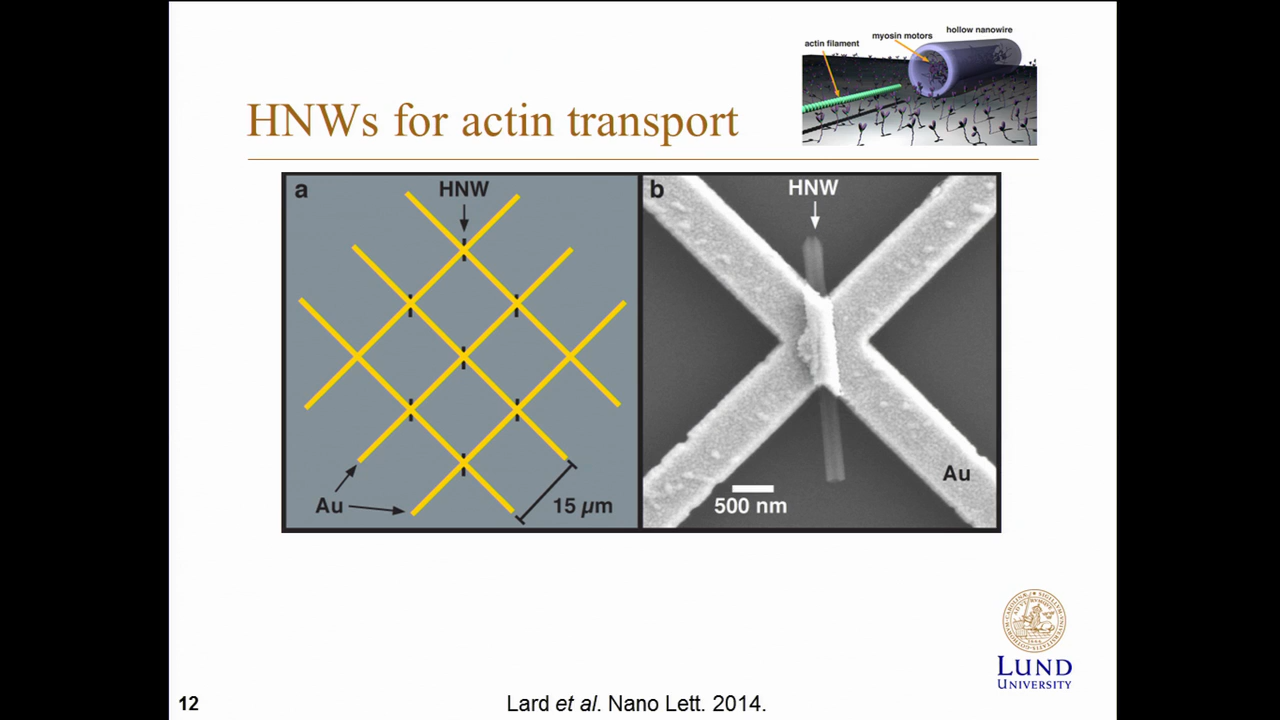 hollow nanowire
myosin motors
actin filament
HNWs for actin transport
a
HNW
Au
15 µm
b
HNW
Au
500 nm
LUND
UNIVERSITY
12
Lard et al. Nano Lett. 2014.